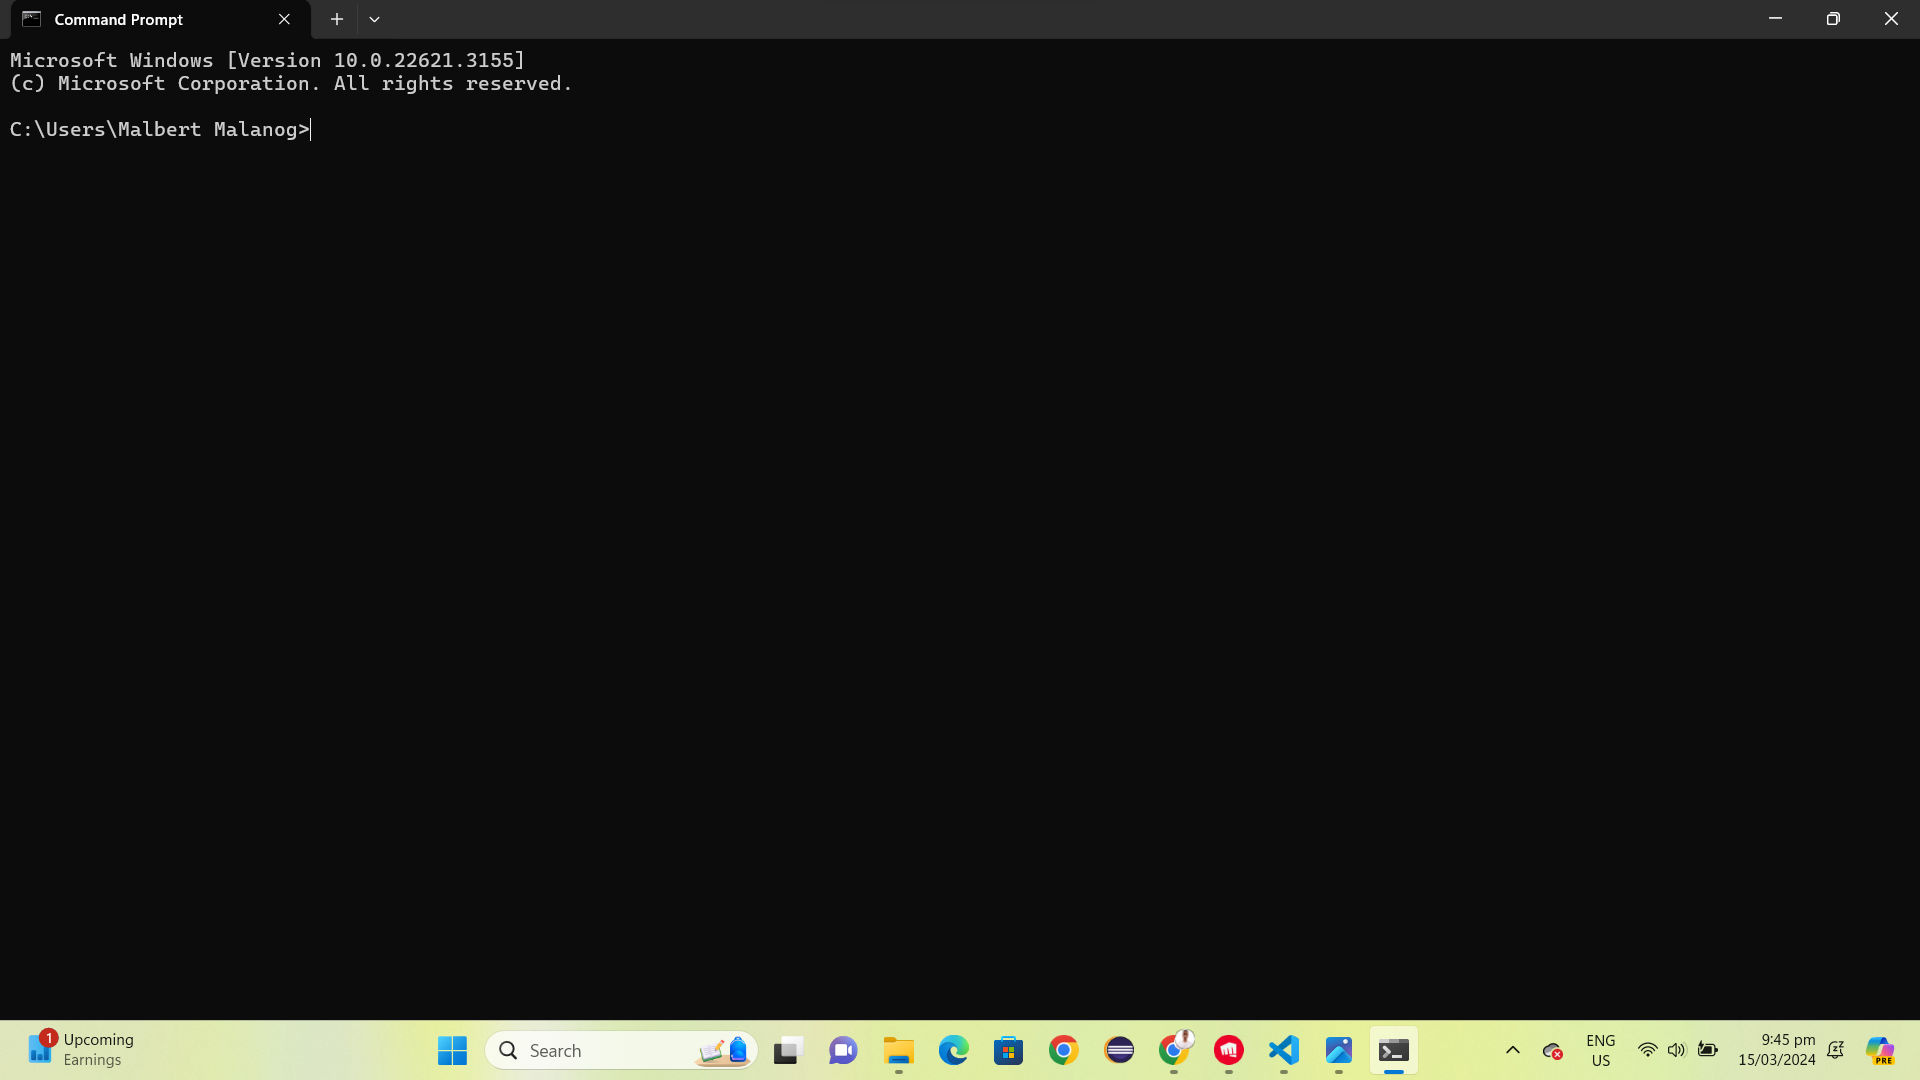 Command Prompt
Microsoft Windows [Version 10.0.22621.3155]
(c) Microsoft Corporation. All rights reserved.
C:\Users\Malbert Malanog>
1
Upcoming
Earnings
Search
ENG
US
9:45 pm
15/03/2024
PRE